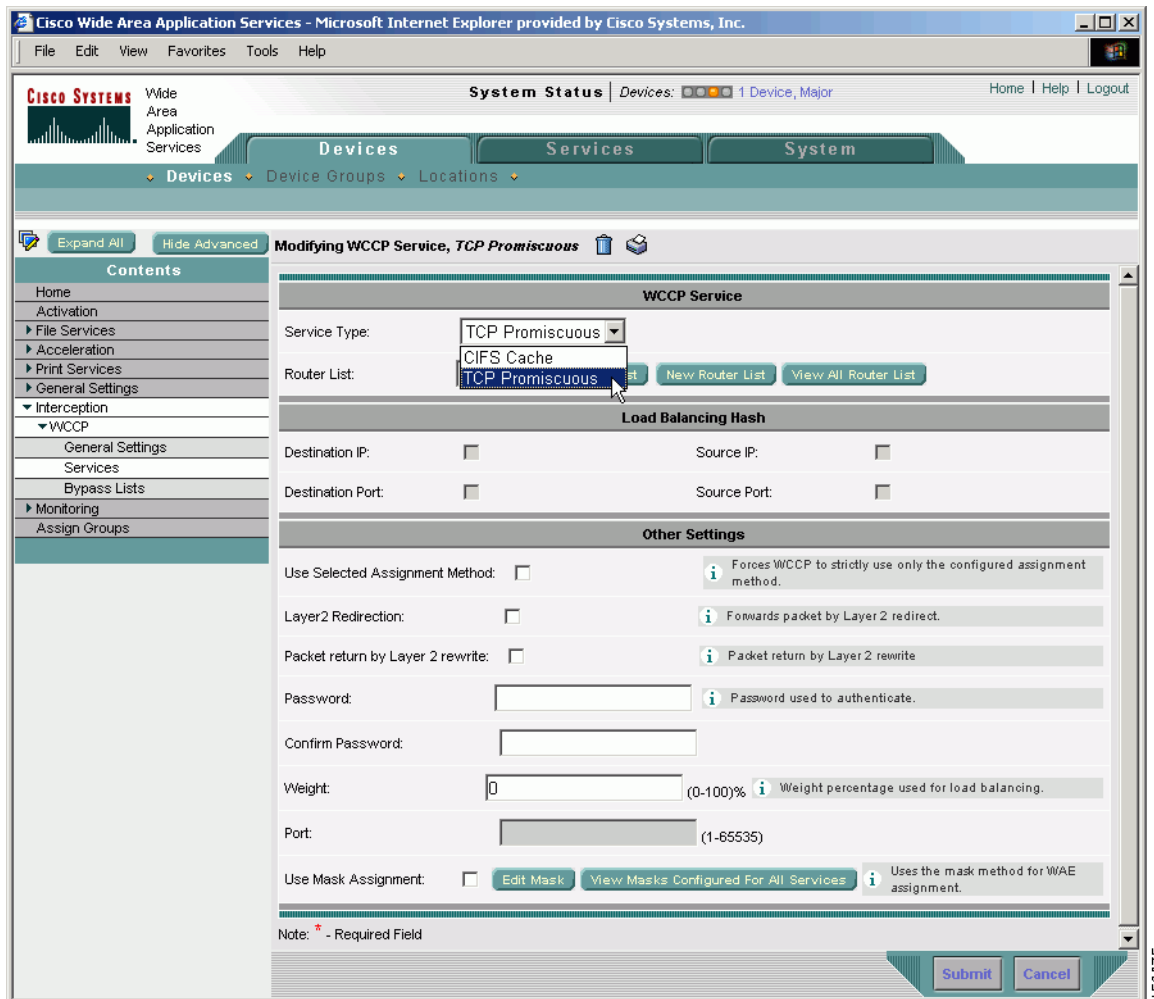 Cisco Wide Area Application Services - Microsoft Internet Explorer provided by Cisco Systems, Inc.
File Edit View Favorites Tools Help
CISCO SYSTEMS
Wide
Area
Application
Services
System Status | Devices: 1 Device, Major
Home | Help | Logout
Devices Services System
Devices Device Groups Locations
Expand All Hide Advanced
Modifying WCCP Service, TCP Promiscuous
Contents
Home
Activation
File Services
Acceleration
Print Services
General Settings
Interception
WCCP
General Settings
Services
Bypass Lists
Monitoring
Assign Groups
WCCP Service
Service Type: TCP Promiscuous
CIFS Cache
TCP Promiscuous
Router List: New Router List View All Router List
Load Balancing Hash
Destination IP: Source IP:
Destination Port: Source Port:
Other Settings
Use Selected Assignment Method: i Forces WCCP to strictly use only the configured assignment
method.
Layer2 Redirection: i Forwards packet by Layer 2 redirect.
Packet return by Layer 2 rewrite: i Packet return by Layer 2 rewrite
Password: i Password used to authenticate.
Confirm Password:
Weight: 0 (0-100)% i Weight percentage used for load balancing.
Port: (1-65535)
Use Mask Assignment: Edit Mask View Masks Configured For All Services i Uses the mask method for WAE
assignment.
Note: * - Required Field
Submit Cancel